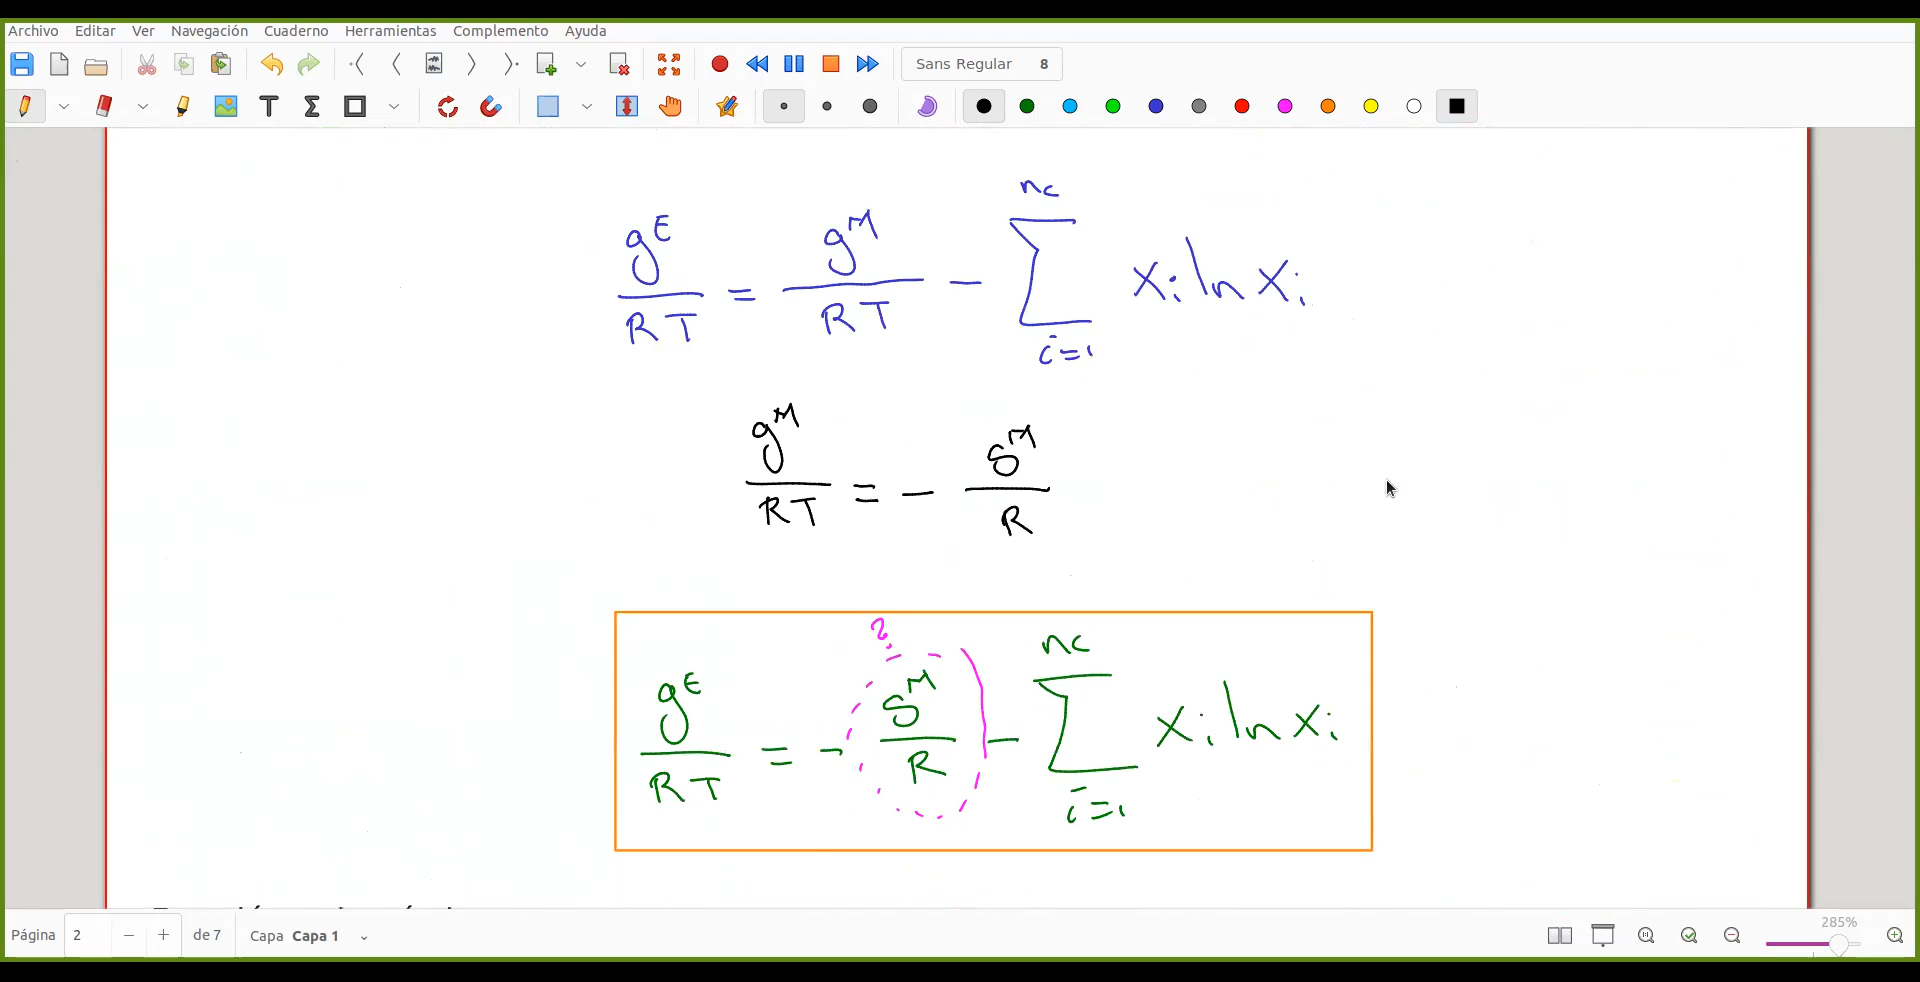 Archivo Editar Ver Navegación Cuaderno Herramientas Complemento Ayuda
Sans Regular 8
g^E / RT = g^M / RT - Σ_{i=1}^{nc} x_i ln x_i
g^M / RT = - s^M / R
?
g^E / RT = - s^M / R - Σ_{i=1}^{nc} x_i ln x_i
Página 2 de 7 Capa Capa 1 285%